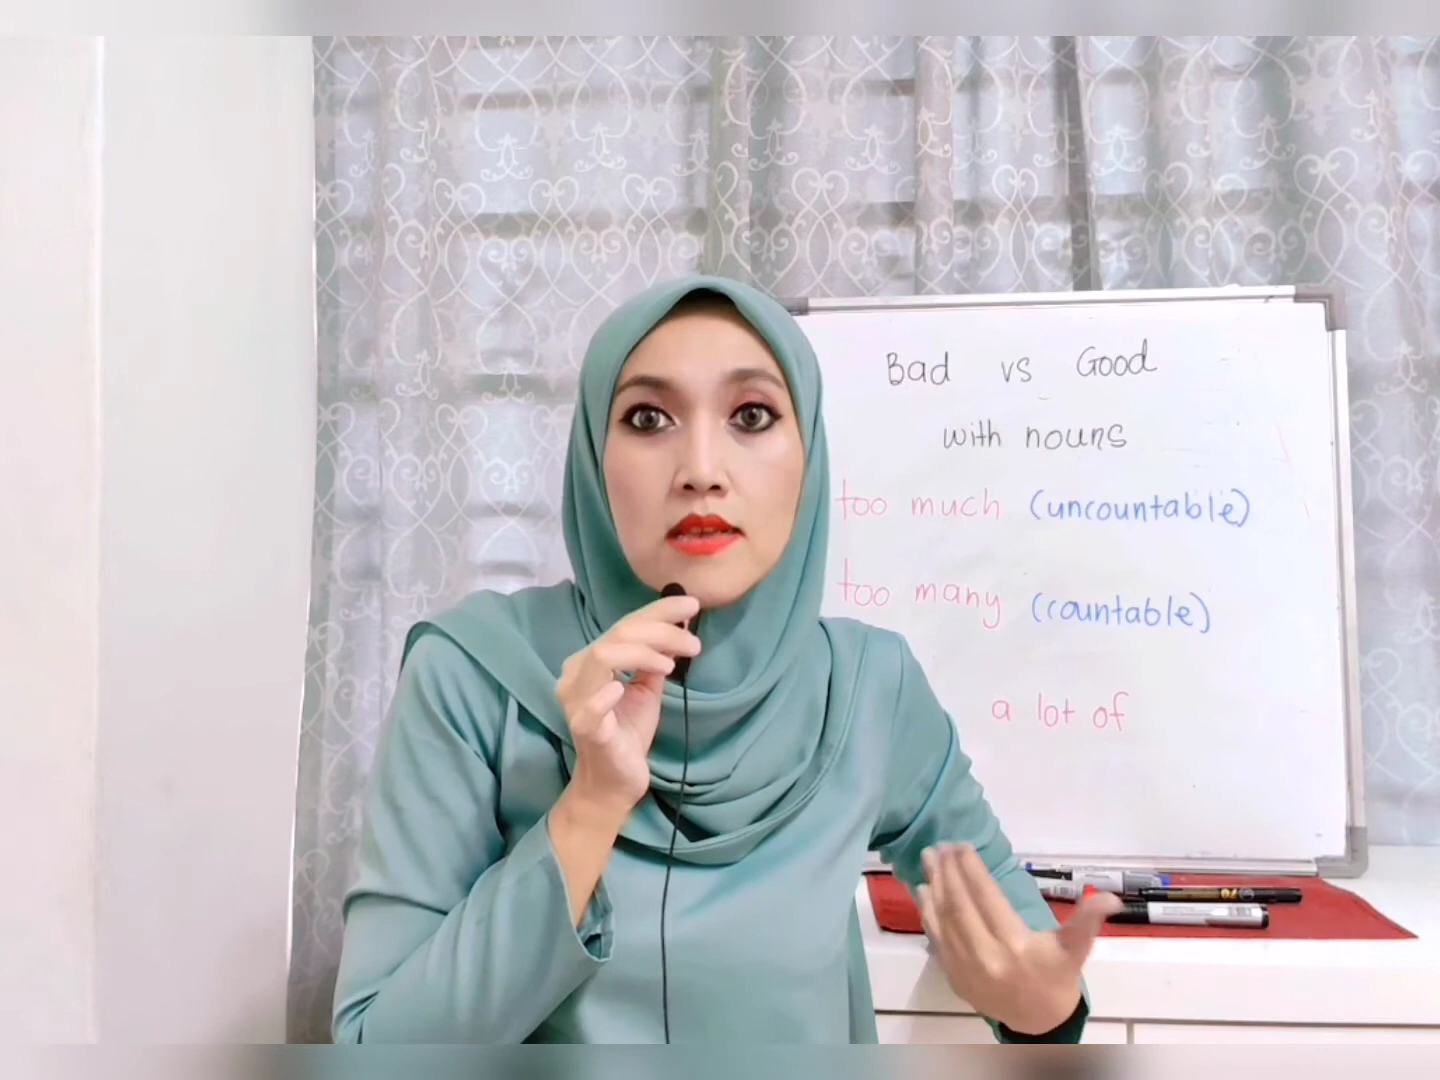 Bad vs Good
with nouns
too much (uncountable)
too many (countable)
a lot of